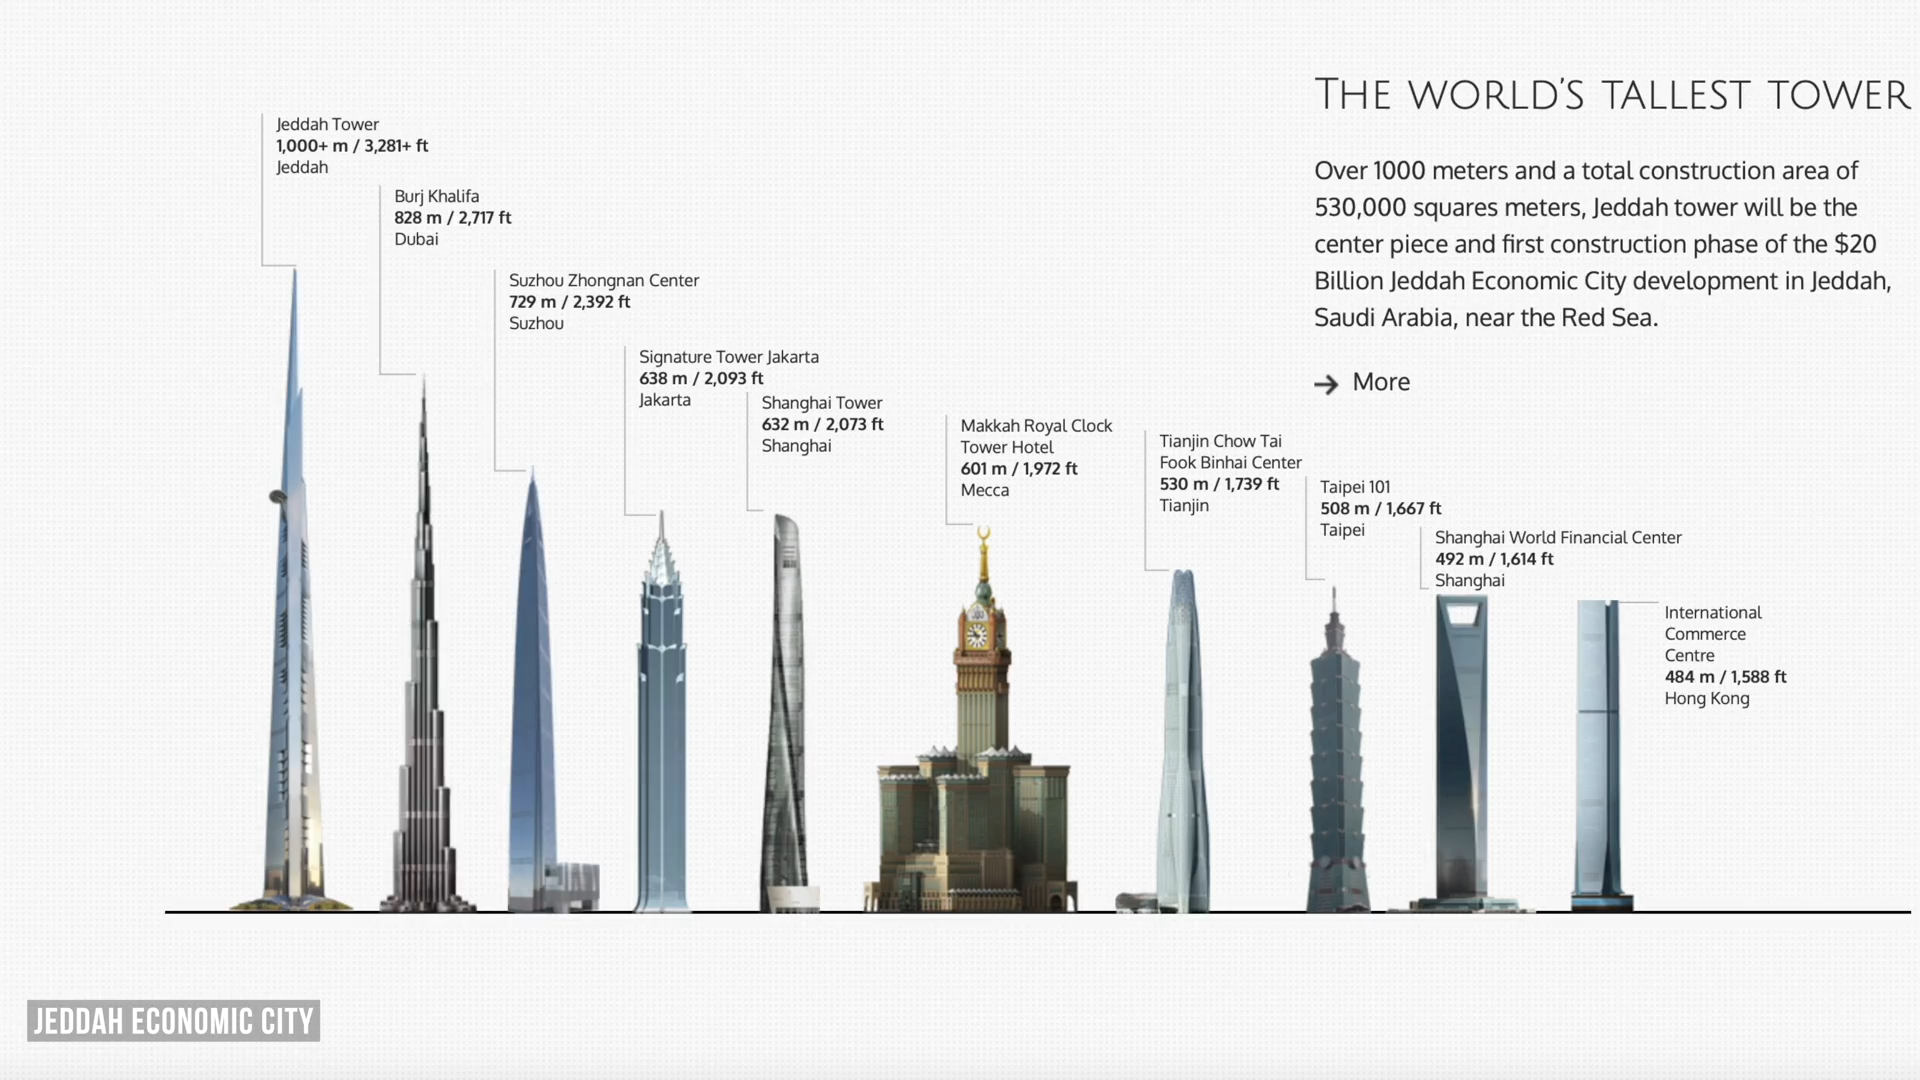 THE WORLD'S TALLEST TOWER
Over 1000 meters and a total construction area of
530,000 squares meters, Jeddah tower will be the
center piece and first construction phase of the $20
Billion Jeddah Economic City development in Jeddah,
Saudi Arabia, near the Red Sea.
→ More
Jeddah Tower
1,000+ m / 3,281+ ft
Jeddah
Burj Khalifa
828 m / 2,717 ft
Dubai
Suzhou Zhongnan Center
729 m / 2,392 ft
Suzhou
Signature Tower Jakarta
638 m / 2,093 ft
Jakarta
Shanghai Tower
632 m / 2,073 ft
Shanghai
Makkah Royal Clock
Tower Hotel
601 m / 1,972 ft
Mecca
Tianjin Chow Tai
Fook Binhai Center
530 m / 1,739 ft
Tianjin
Taipei 101
508 m / 1,667 ft
Taipei
Shanghai World Financial Center
492 m / 1,614 ft
Shanghai
International
Commerce
Centre
484 m / 1,588 ft
Hong Kong
JEDDAH ECONOMIC CITY